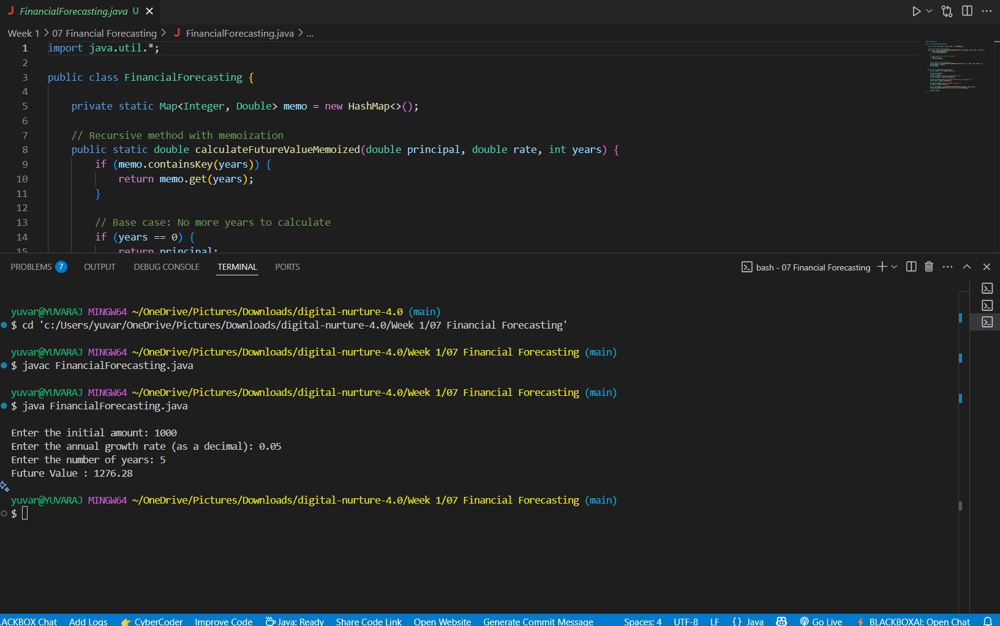 FinancialForecasting.java U
Week 1 > 07 Financial Forecasting > FinancialForecasting.java > ...
1 import java.util.*;
2
3 public class FinancialForecasting {
4
5 private static Map<Integer, Double> memo = new HashMap<>();
6
7 // Recursive method with memoization
8 public static double calculateFutureValueMemoized(double principal, double rate, int years) {
9 if (memo.containsKey(years)) {
10 return memo.get(years);
11 }
12
13 // Base case: No more years to calculate
14 if (years == 0) {
15 return principal;
PROBLEMS 7 OUTPUT DEBUG CONSOLE TERMINAL PORTS bash - 07 Financial Forecasting
yuvar@YUVARAJ MINGW64 ~/OneDrive/Pictures/Downloads/digital-nurture-4.0 (main)
$ cd 'c:/Users/yuvar/OneDrive/Pictures/Downloads/digital-nurture-4.0/Week 1/07 Financial Forecasting'
yuvar@YUVARAJ MINGW64 ~/OneDrive/Pictures/Downloads/digital-nurture-4.0/Week 1/07 Financial Forecasting (main)
$ javac FinancialForecasting.java
yuvar@YUVARAJ MINGW64 ~/OneDrive/Pictures/Downloads/digital-nurture-4.0/Week 1/07 Financial Forecasting (main)
$ java FinancialForecasting.java
Enter the initial amount: 1000
Enter the annual growth rate (as a decimal): 0.05
Enter the number of years: 5
Future Value : 1276.28
yuvar@YUVARAJ MINGW64 ~/OneDrive/Pictures/Downloads/digital-nurture-4.0/Week 1/07 Financial Forecasting (main)
$
LACKBOX Chat Add Logs CyberCoder Improve Code Java: Ready Share Code Link Open Website Generate Commit Message Spaces: 4 UTF-8 LF {} Java Go Live BLACKBOXAI: Open Chat